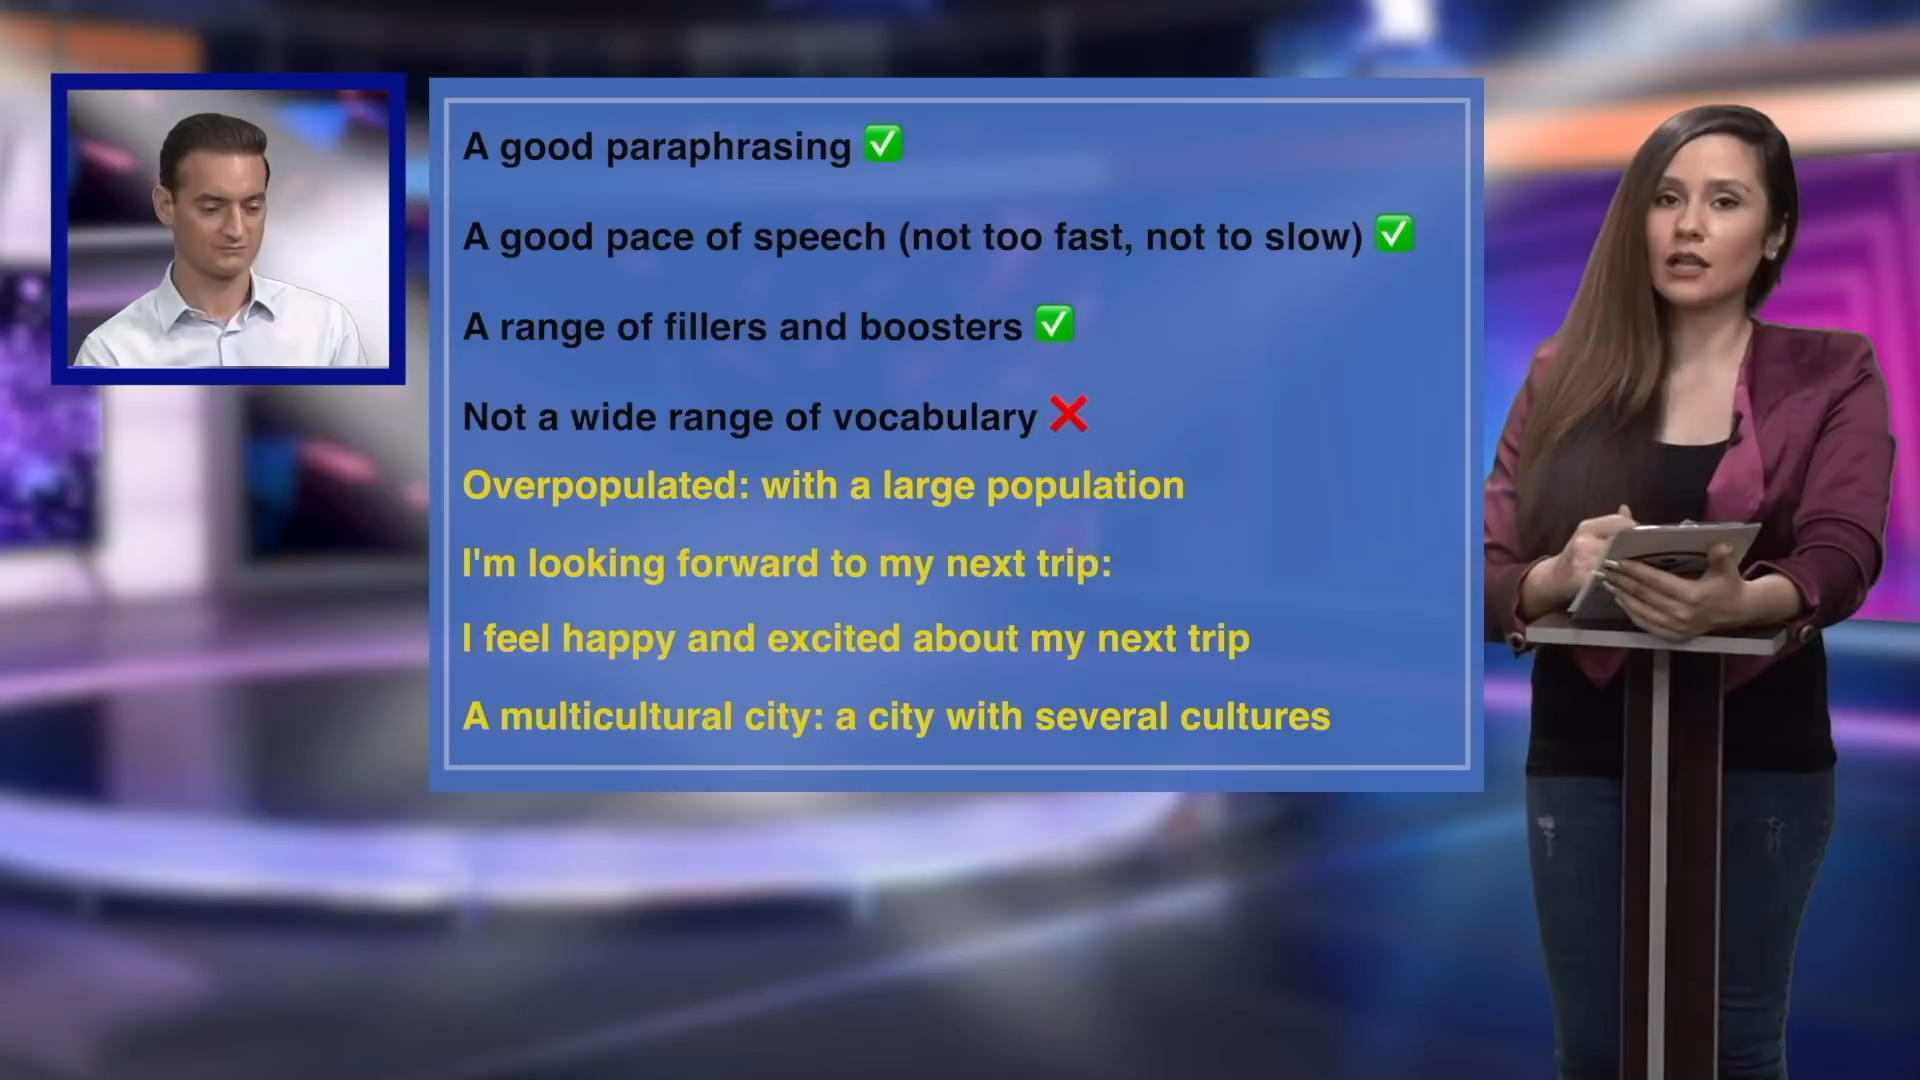 A good paraphrasing ✅
A good pace of speech (not too fast, not to slow) ✅
A range of fillers and boosters ✅
Not a wide range of vocabulary ❌
Overpopulated: with a large population
I'm looking forward to my next trip:
I feel happy and excited about my next trip
A multicultural city: a city with several cultures